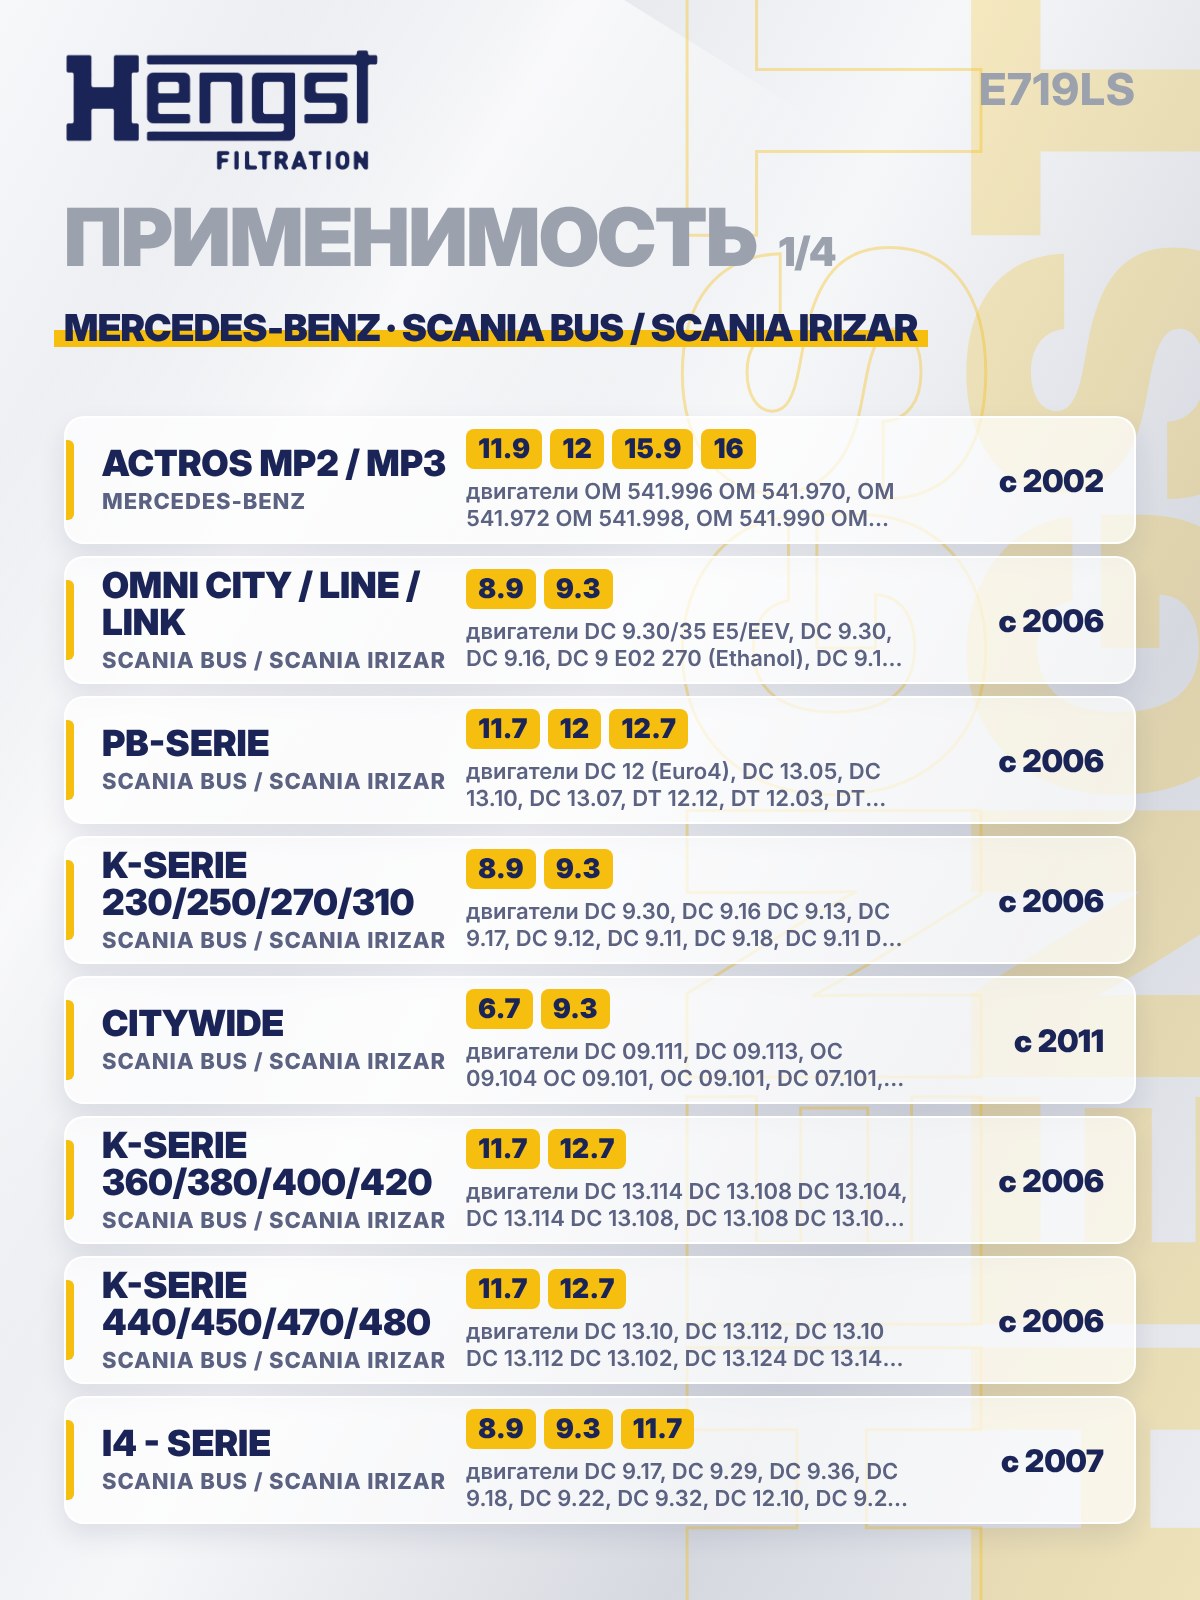 Hengst
FILTRATION
E719LS
ПРИМЕНИМОСТЬ 1/4
MERCEDES-BENZ · SCANIA BUS / SCANIA IRIZAR
ACTROS MP2 / MP3
MERCEDES-BENZ
11.9 12 15.9 16
двигатели OM 541.996 OM 541.970, OM
541.972 OM 541.998, OM 541.990 OM...
с 2002
OMNI CITY / LINE /
LINK
SCANIA BUS / SCANIA IRIZAR
8.9 9.3
двигатели DC 9.30/35 E5/EEV, DC 9.30,
DC 9.16, DC 9 E02 270 (Ethanol), DC 9.1...
с 2006
PB-SERIE
SCANIA BUS / SCANIA IRIZAR
11.7 12 12.7
двигатели DC 12 (Euro4), DC 13.05, DC
13.10, DC 13.07, DT 12.12, DT 12.03, DT...
с 2006
K-SERIE
230/250/270/310
SCANIA BUS / SCANIA IRIZAR
8.9 9.3
двигатели DC 9.30, DC 9.16 DC 9.13, DC
9.17, DC 9.12, DC 9.11, DC 9.18, DC 9.11 D...
с 2006
CITYWIDE
SCANIA BUS / SCANIA IRIZAR
6.7 9.3
двигатели DC 09.111, DC 09.113, OC
09.104 OC 09.101, OC 09.101, DC 07.101,...
с 2011
K-SERIE
360/380/400/420
SCANIA BUS / SCANIA IRIZAR
11.7 12.7
двигатели DC 13.114 DC 13.108 DC 13.104,
DC 13.114 DC 13.108, DC 13.108 DC 13.10...
с 2006
K-SERIE
440/450/470/480
SCANIA BUS / SCANIA IRIZAR
11.7 12.7
двигатели DC 13.10, DC 13.112, DC 13.10
DC 13.112 DC 13.102, DC 13.124 DC 13.14...
с 2006
I4 - SERIE
SCANIA BUS / SCANIA IRIZAR
8.9 9.3 11.7
двигатели DC 9.17, DC 9.29, DC 9.36, DC
9.18, DC 9.22, DC 9.32, DC 12.10, DC 9.2...
с 2007